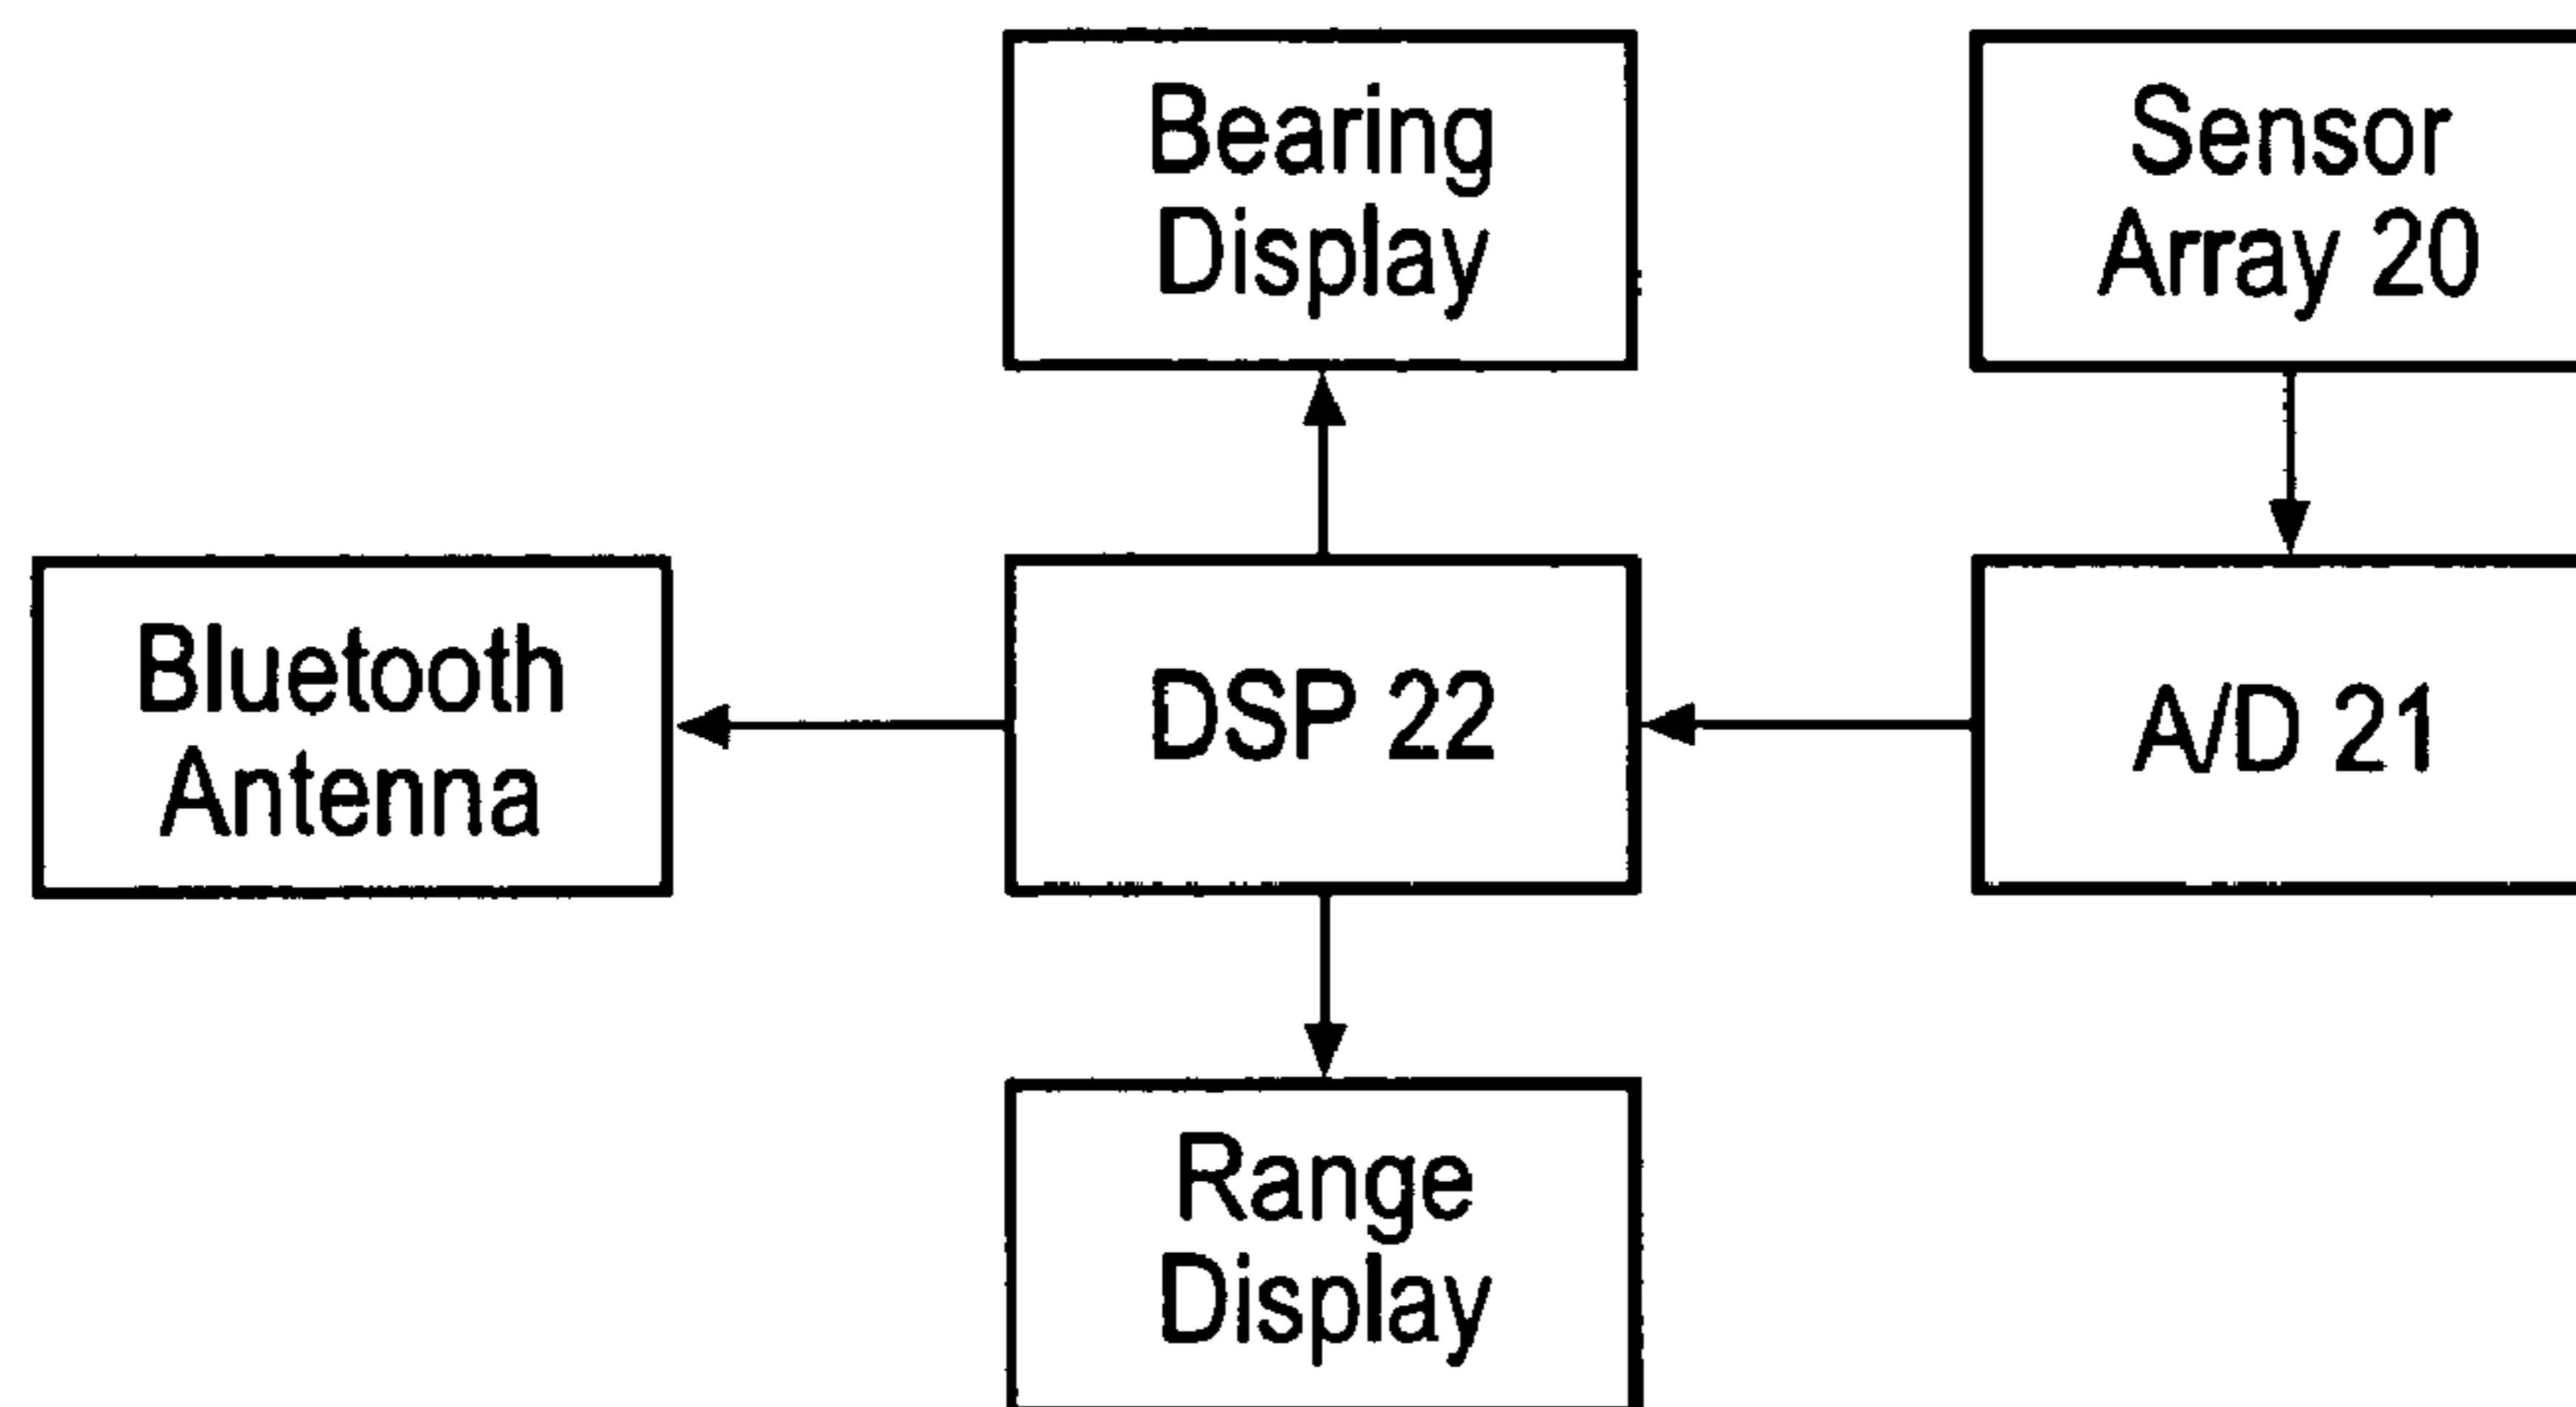 Bearing
Display
Sensor
Array 20
Bluetooth
Antenna
DSP 22
A/D 21
Range
Display